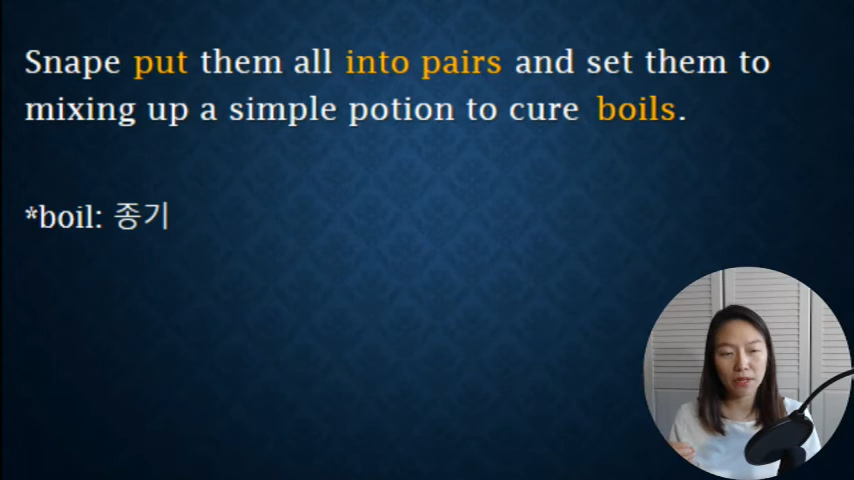 Snape put them all into pairs and set them to
mixing up a simple potion to cure boils.
*boil: 종기